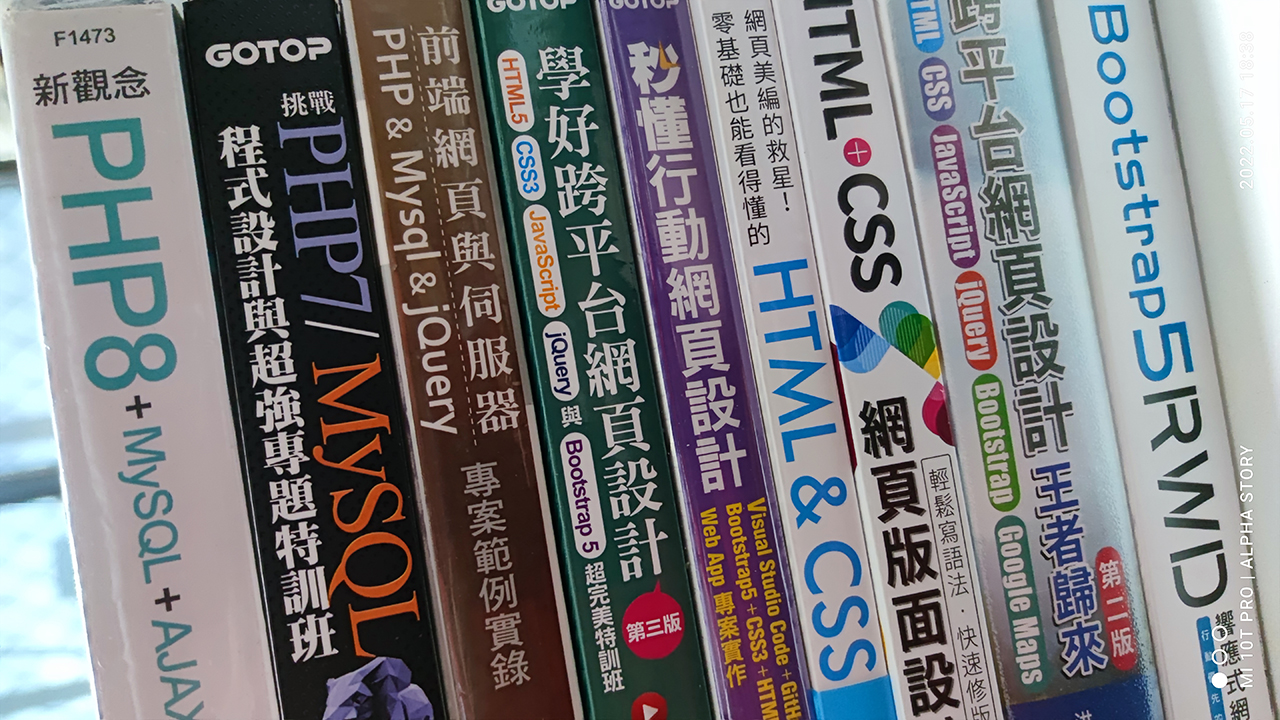 F1473
新觀念
PHP8
+ MySQL + AJAX
GOTOP
挑戰
PHP7/ MySQL
程式設計與超強專題特訓班
前端網頁與伺服器
PHP & Mysql & jQuery
專案範例實錄
GOTOP
學好跨平台網頁設計
第三版
HTML5 CSS3 JavaScript jQuery 與 Bootstrap 5 超完美特訓班
GOTOP
秒懂行動網頁設計
Visual Studio Code + GitH
Bootstrap5 + CSS3 + HTML
Web App 專案實作
網頁美編的救星！
零基礎也能看得懂的
HTML & CSS
HTML + CSS
網頁版面設
輕鬆寫語法．快速修版
跨平台網頁設計 王者歸來
第二版
HTML CSS JavaScript jQuery Bootstrap Google Maps
Bootstrap5 RWD
響應式網
行
先
2022.05.17
MI 10T PRO | ALPHA STORY